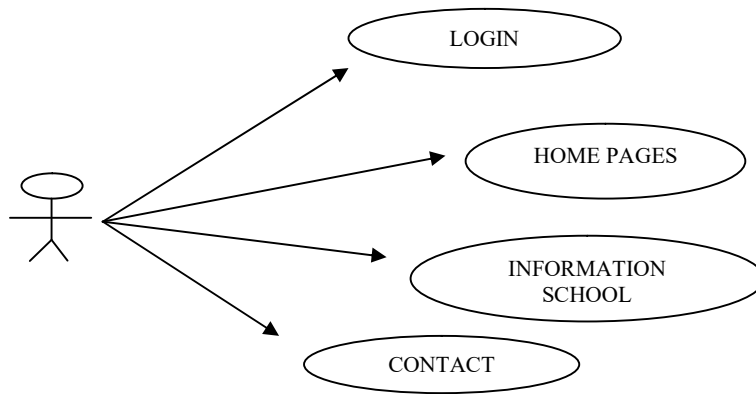 LOGIN
HOME PAGES
INFORMATION
SCHOOL
CONTACT